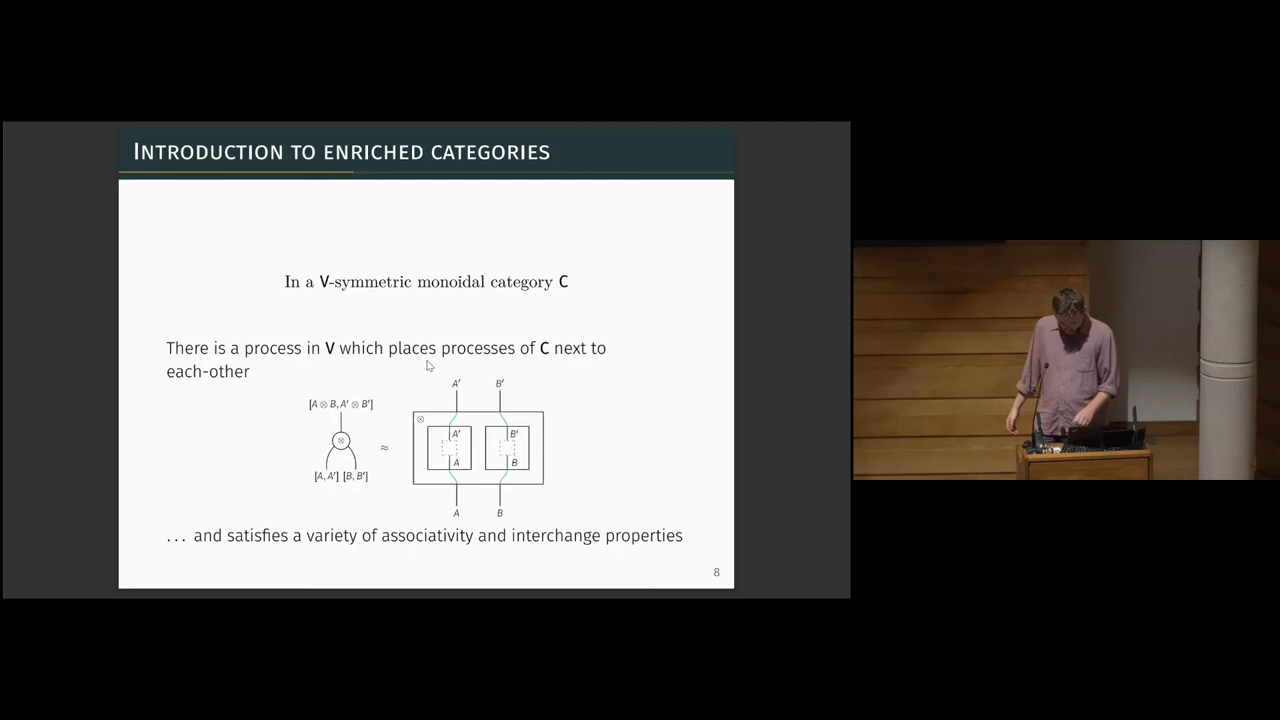 INTRODUCTION TO ENRICHED CATEGORIES
In a V-symmetric monoidal category C
There is a process in V which places processes of C next to
each-other
[A ⊗ B, A′ ⊗ B′]
⊗
[A, A′] [B, B′]
≈
A′ B′
⊗
A′ B′
A B
A B
... and satisfies a variety of associativity and interchange properties
8